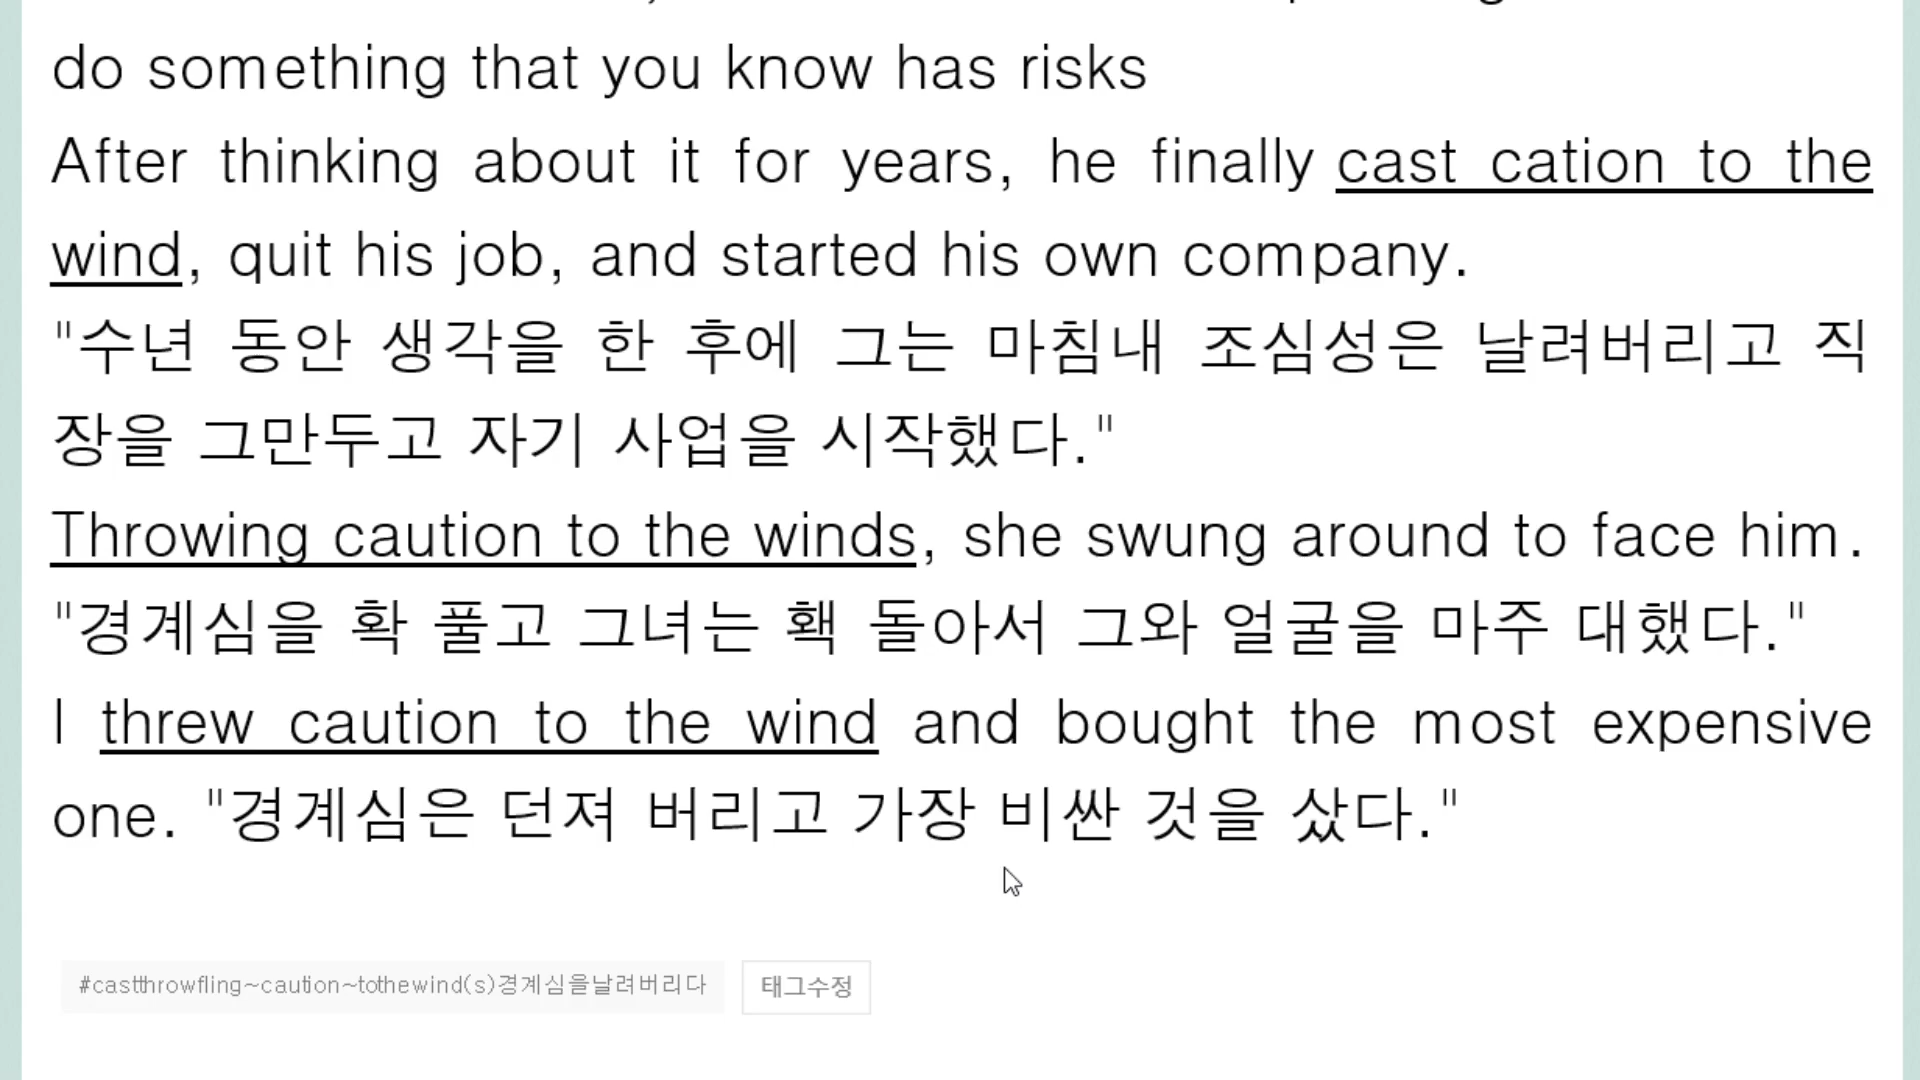 do something that you know has risks
After thinking about it for years, he finally cast cation to the
wind, quit his job, and started his own company.
"수년 동안 생각을 한 후에 그는 마침내 조심성은 날려버리고 직
장을 그만두고 자기 사업을 시작했다."
Throwing caution to the winds, she swung around to face him.
"경계심을 확 풀고 그녀는 홱 돌아서 그와 얼굴을 마주 대했다."
I threw caution to the wind and bought the most expensive
one. "경계심은 던져 버리고 가장 비싼 것을 샀다."
#castthrowfling~caution~tothewind(s)경계심을날려버리다
태그수정